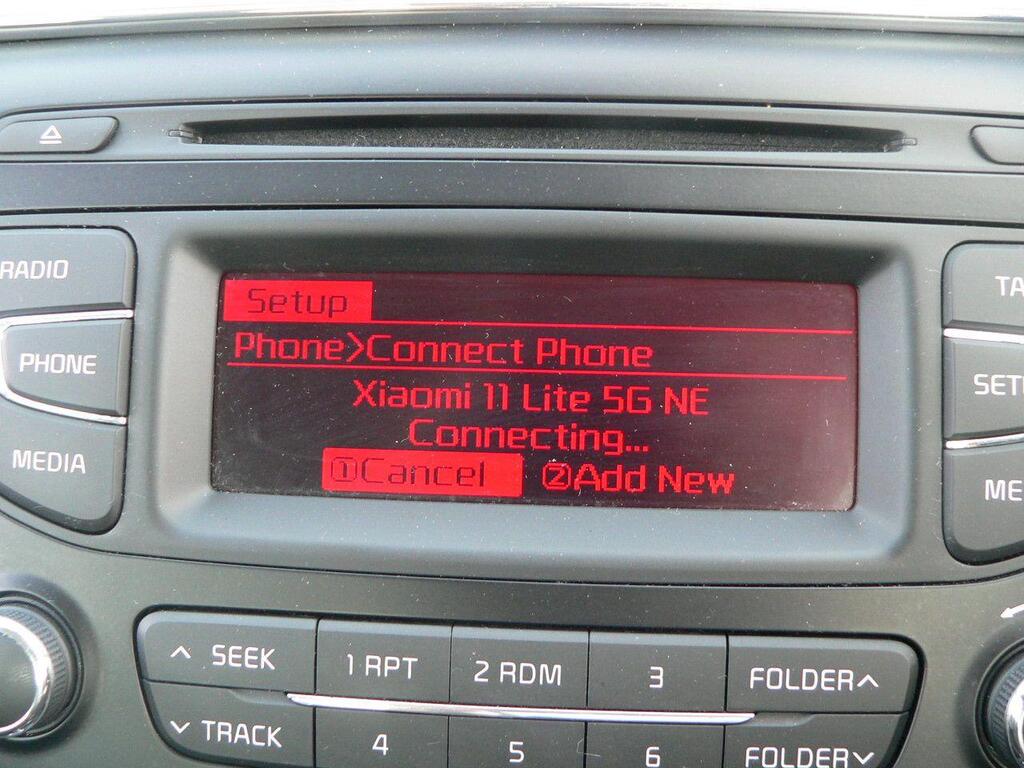 RADIO
PHONE
MEDIA
Setup
Phone>Connect Phone
Xiaomi 11 Lite 5G NE
Connecting...
①Cancel ②Add New
SEEK
1 RPT
2 RDM
3
FOLDER
TRACK
4
5
6
FOLDER